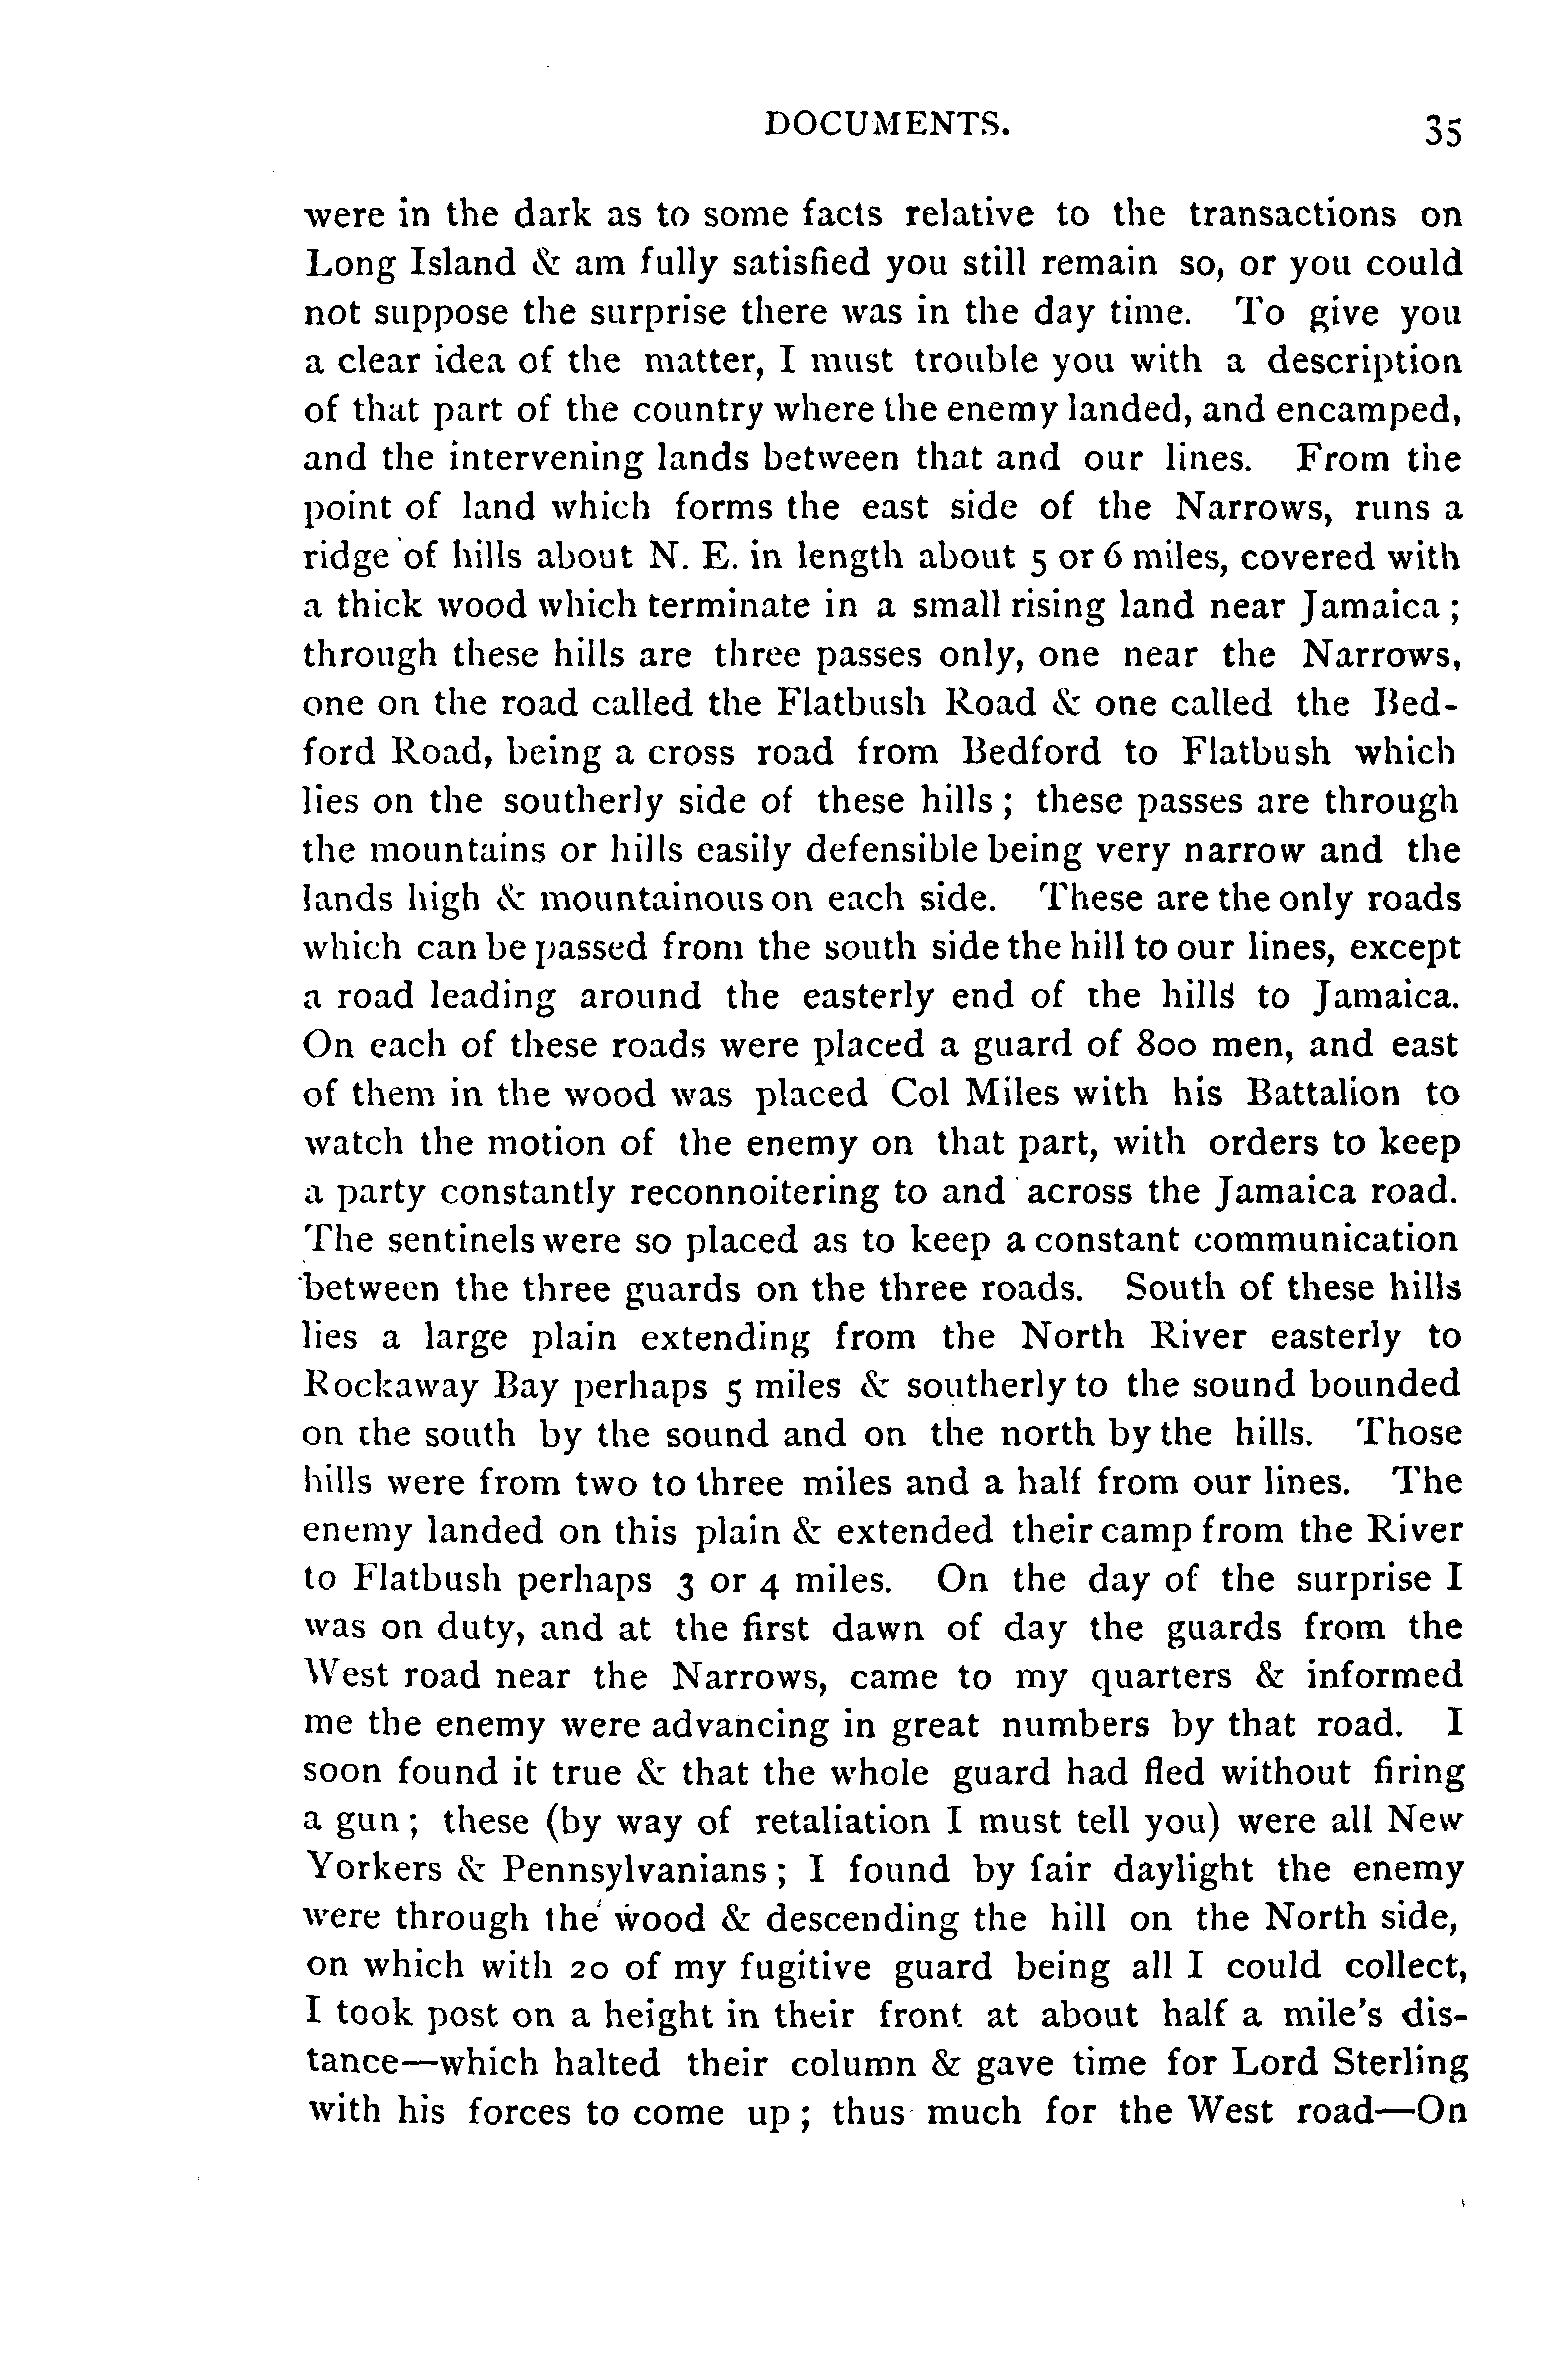 DOCUMENTS. 35
were in the dark as to some facts relative to the transactions on
Long Island & am fully satisfied you still remain so, or you could
not suppose the surprise there was in the day time. To give you
a clear idea of the matter, I must trouble you with a description
of that part of the country where the enemy landed, and encamped,
and the intervening lands between that and our lines. From the
point of land which forms the east side of the Narrows, runs a
ridge of hills about N. E. in length about 5 or 6 miles, covered with
a thick wood which terminate in a small rising land near Jamaica ;
through these hills are three passes only, one near the Narrows,
one on the road called the Flatbush Road & one called the Bed-
ford Road, being a cross road from Bedford to Flatbush which
lies on the southerly side of these hills ; these passes are through
the mountains or hills easily defensible being very narrow and the
lands high & mountainous on each side. These are the only roads
which can be passed from the south side the hill to our lines, except
a road leading around the easterly end of the hills to Jamaica.
On each of these roads were placed a guard of 800 men, and east
of them in the wood was placed Col Miles with his Battalion to
watch the motion of the enemy on that part, with orders to keep
a party constantly reconnoitering to and across the Jamaica road.
The sentinels were so placed as to keep a constant communication
between the three guards on the three roads. South of these hills
lies a large plain extending from the North River easterly to
Rockaway Bay perhaps 5 miles & southerly to the sound bounded
on the south by the sound and on the north by the hills. Those
hills were from two to three miles and a half from our lines. The
enemy landed on this plain & extended their camp from the River
to Flatbush perhaps 3 or 4 miles. On the day of the surprise I
was on duty, and at the first dawn of day the guards from the
West road near the Narrows, came to my quarters & informed
me the enemy were advancing in great numbers by that road. I
soon found it true & that the whole guard had fled without firing
a gun ; these (by way of retaliation I must tell you) were all New
Yorkers & Pennsylvanians ; I found by fair daylight the enemy
were through the wood & descending the hill on the North side,
on which with 20 of my fugitive guard being all I could collect,
I took post on a height in their front at about half a mile's dis-
tance—which halted their column & gave time for Lord Sterling
with his forces to come up ; thus much for the West road—On